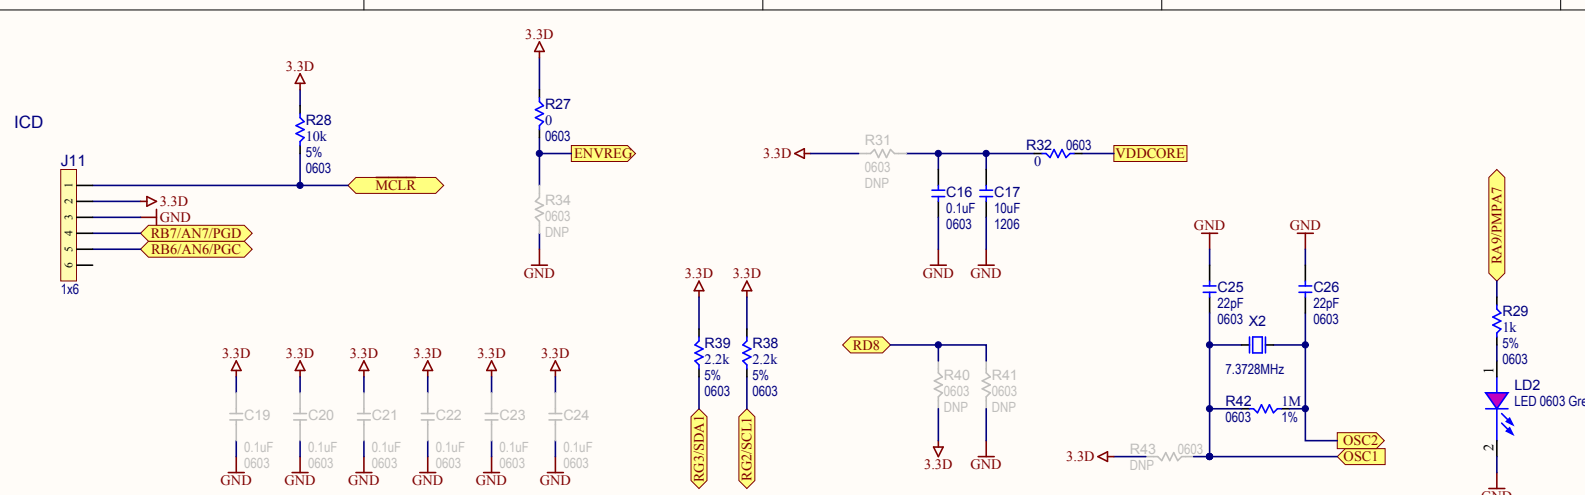 ICD
J11
1
2
3
4
5
6
1x6
3.3D
R28
10k
5%
0603
MCLR
3.3D
GND
RB7/AN7/PGD
RB6/AN6/PGC
3.3D
R27
0
0603
ENVREG
R34
0603
DNP
GND
3.3D
R31
0603
DNP
R32
0603
0
VDDCORE
C16
0.1uF
0603
GND
C17
10uF
1206
GND
3.3D
C19
0.1uF
0603
GND
3.3D
C20
0.1uF
0603
GND
3.3D
C21
0.1uF
0603
GND
3.3D
C22
0.1uF
0603
GND
3.3D
C23
0.1uF
0603
GND
3.3D
C24
0.1uF
0603
GND
3.3D
R39
2.2k
5%
0603
RG3/SDA1
3.3D
R38
2.2k
5%
0603
RG2/SCL1
RD8
R40
0603
DNP
3.3D
R41
0603
DNP
GND
GND
C25
22pF
0603
GND
C26
22pF
0603
X2
7.3728MHz
R42
0603
1M
1%
3.3D
R43
0603
DNP
OSC2
OSC1
RA9/PMPA7
R29
1k
5%
0603
1
LD2
LED 0603 Gre
2
GND